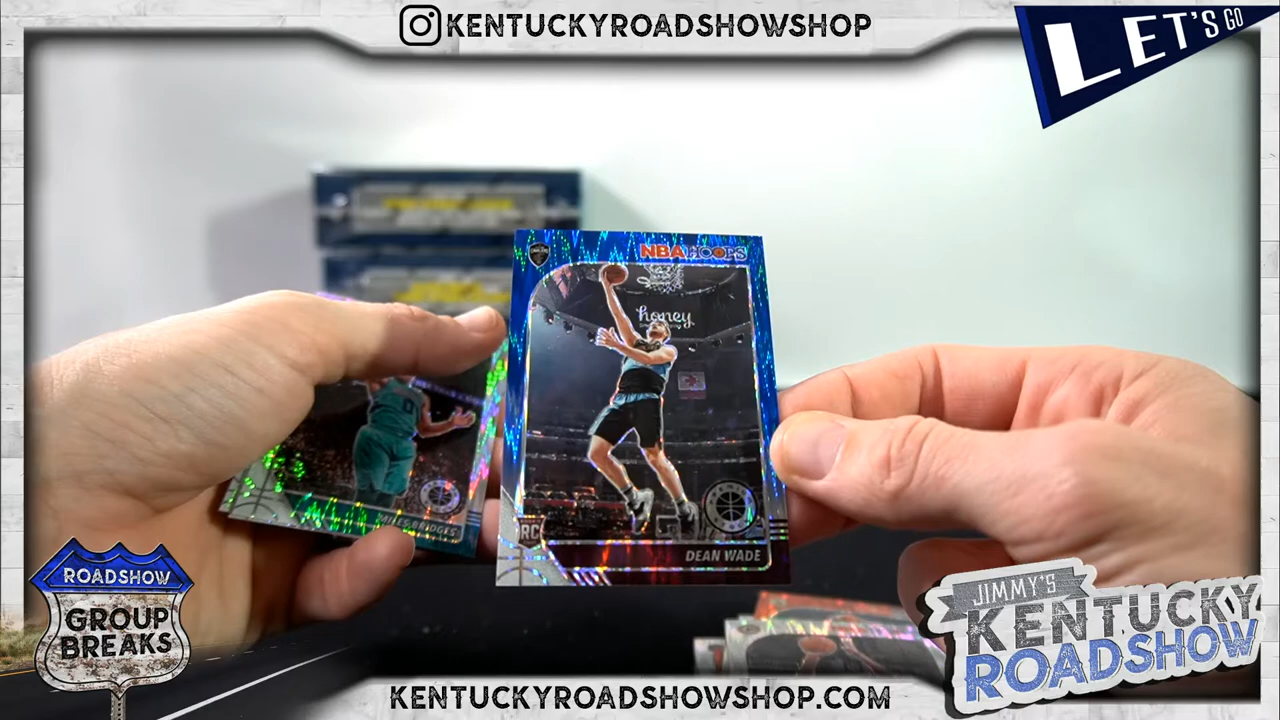 KENTUCKYROADSHOWSHOP
LET'S GO
NBA HOOPS
honey
RC
DEAN WADE
MILES BRIDGES
ROADSHOW
GROUP
BREAKS
JIMMY'S
KENTUCKY
ROADSHOW
KENTUCKYROADSHOWSHOP.COM